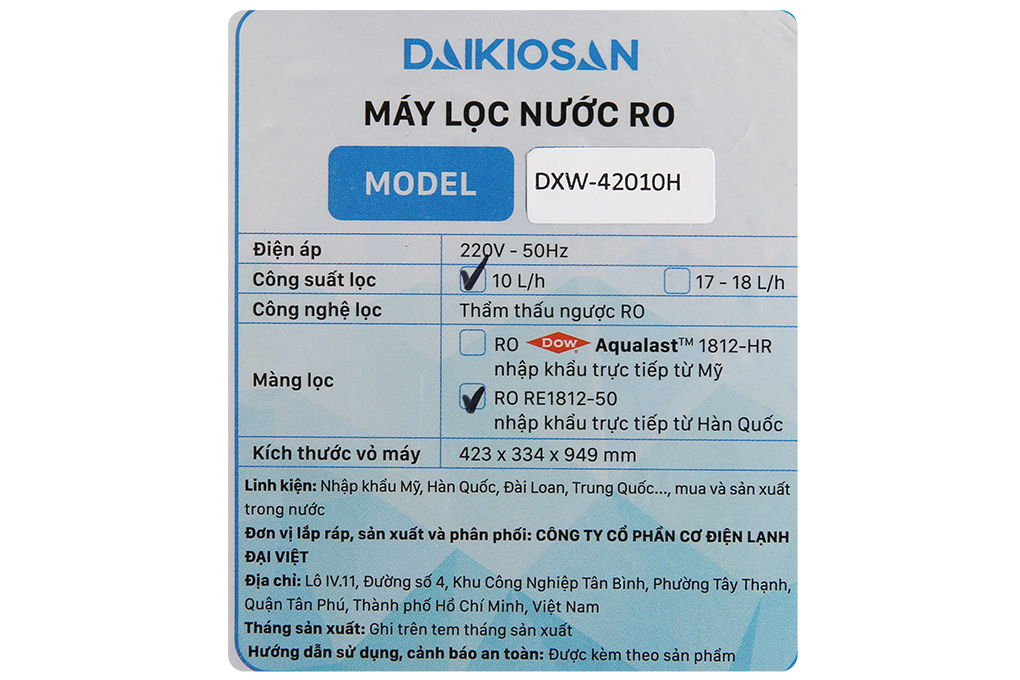 DAIKIOSAN
MÁY LỌC NƯỚC RO
MODEL DXW-42010H
Điện áp 220V - 50Hz
Công suất lọc 10 L/h 17 - 18 L/h
Công nghệ lọc Thẩm thấu ngược RO
RO Dow Aqualast™ 1812-HR
nhập khẩu trực tiếp từ Mỹ
Màng lọc
RO RE1812-50
nhập khẩu trực tiếp từ Hàn Quốc
Kích thước vỏ máy 423 x 334 x 949 mm
Linh kiện: Nhập khẩu Mỹ, Hàn Quốc, Đài Loan, Trung Quốc..., mua và sản xuất
trong nước
Đơn vị lắp ráp, sản xuất và phân phối: CÔNG TY CỔ PHẦN CƠ ĐIỆN LẠNH
ĐẠI VIỆT
Địa chỉ: Lô IV.11, Đường số 4, Khu Công Nghiệp Tân Bình, Phường Tây Thạnh,
Quận Tân Phú, Thành phố Hồ Chí Minh, Việt Nam
Tháng sản xuất: Ghi trên tem tháng sản xuất
Hướng dẫn sử dụng, cảnh báo an toàn: Được kèm theo sản phẩm